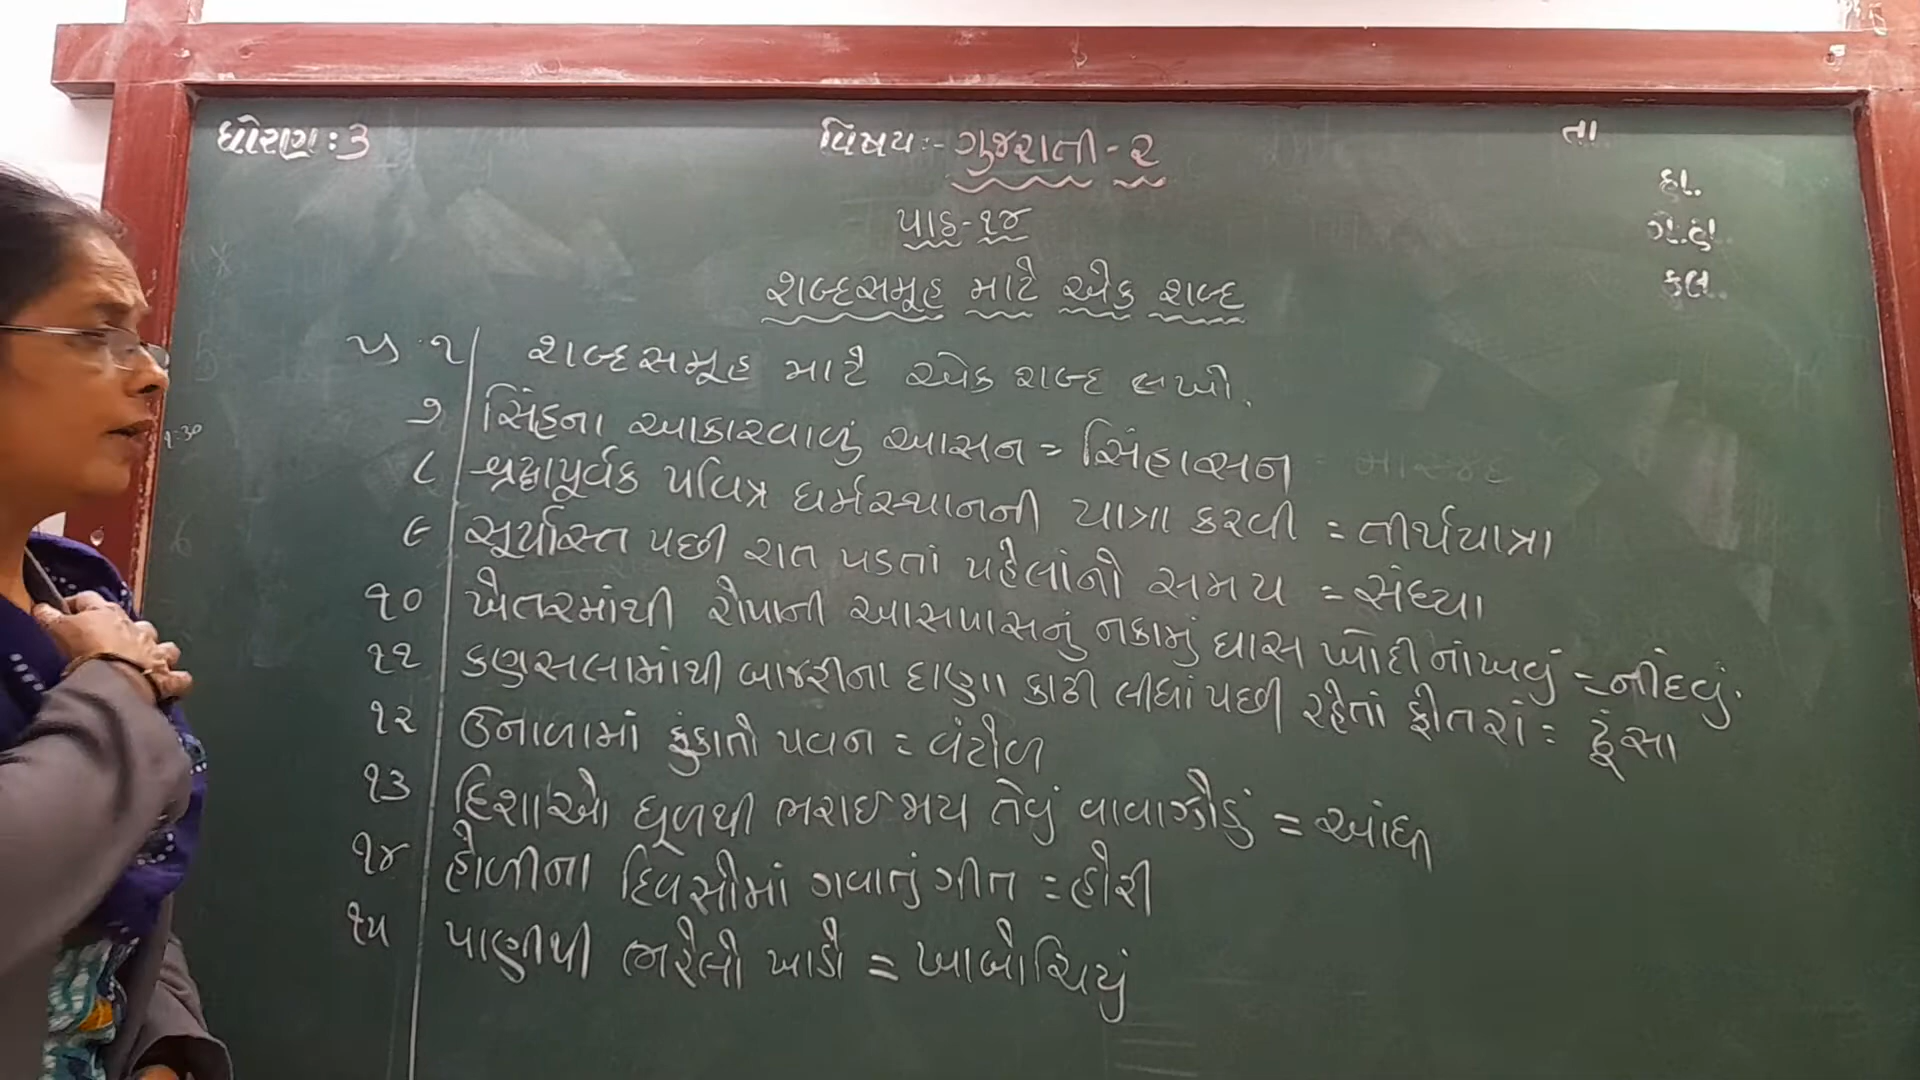 ધોરણ : 3
વિષય :- ગુજરાતી - ૨
તા
હા.
ગે.હા.
કુલ.
પાઠ - ૧૪
શબ્દસમૂહ માટે એક શબ્દ
પ્ર. ૧ શબ્દસમૂહ માટે એક શબ્દ લખો.
૭ સિંહના આકારવાળું આસન = સિંહાસન
૮ શ્રદ્ધાપૂર્વક પવિત્ર ધર્મસ્થાનની યાત્રા કરવી = તીર્થયાત્રા
૯ સૂર્યાસ્ત પછી રાત પડતાં પહેલાંનો સમય = સંધ્યા
૧૦ ખેતરમાંથી રોપાની આસપાસનું નકામું ઘાસ ખોદી નાંખવું = નીંદવું.
૧૧ કણસલામાંથી બાજરીના દાણા કાઢી લીધાં પછી રહેતાં ફોતરાં = ઢૂંસા
૧૨ ઉનાળામાં ફુંકાતો પવન = વંટોળ
૧૩ દિશાઓ ધૂળથી ભરાઈ જાય તેવું વાવાઝોડું = આંધી
૧૪ હોળીના દિવસોમાં ગવાતું ગીત = હોરી
૧૫ પાણીથી ભરેલો ખાડો = ખાબોચિયું